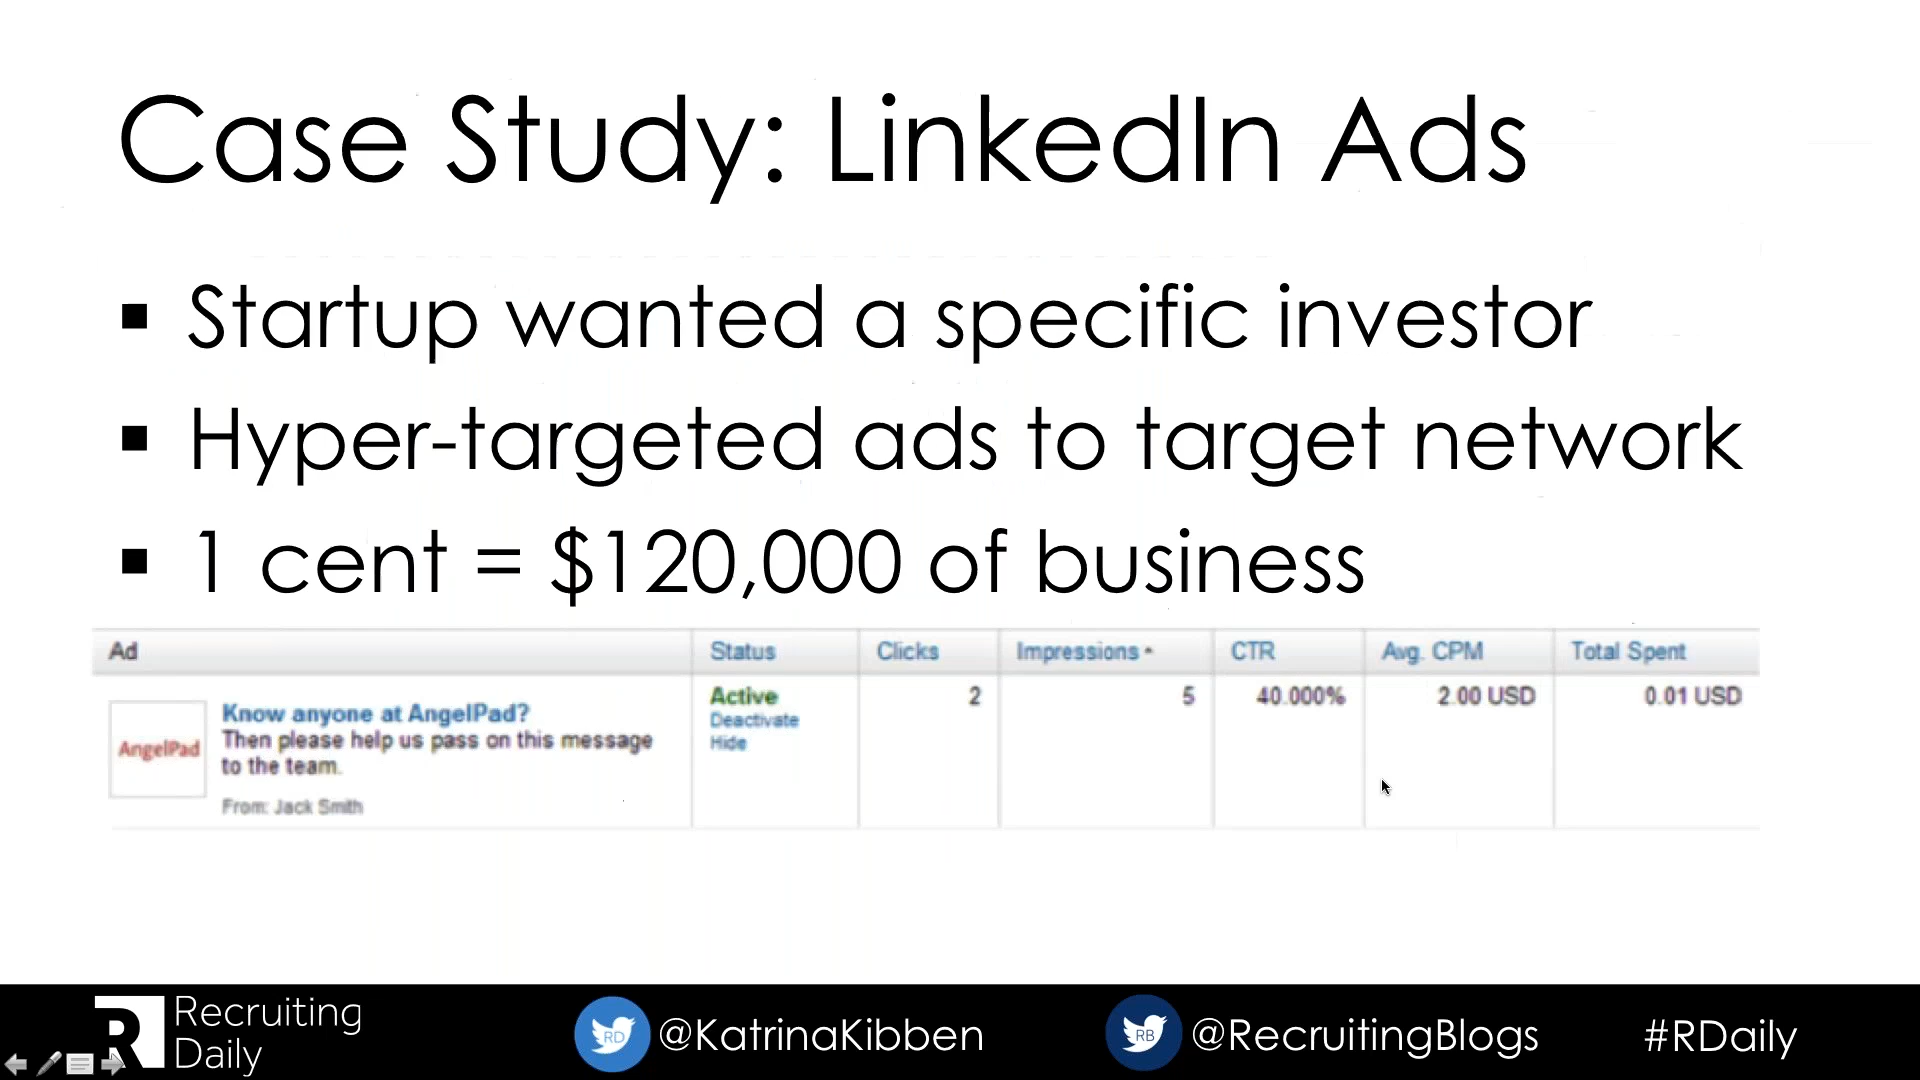 Case Study: LinkedIn Ads
▪ Startup wanted a specific investor
▪ Hyper-targeted ads to target network
▪ 1 cent = $120,000 of business
Ad Status Clicks Impressions CTR Avg. CPM Total Spent
AngelPad
Know anyone at AngelPad?
Then please help us pass on this message
to the team.
From: Jack Smith
Active 2 5 40.000% 2.00 USD 0.01 USD
Deactivate
Hide
R Recruiting
Daily
RD @KatrinaKibben
RB @RecruitingBlogs
#RDaily